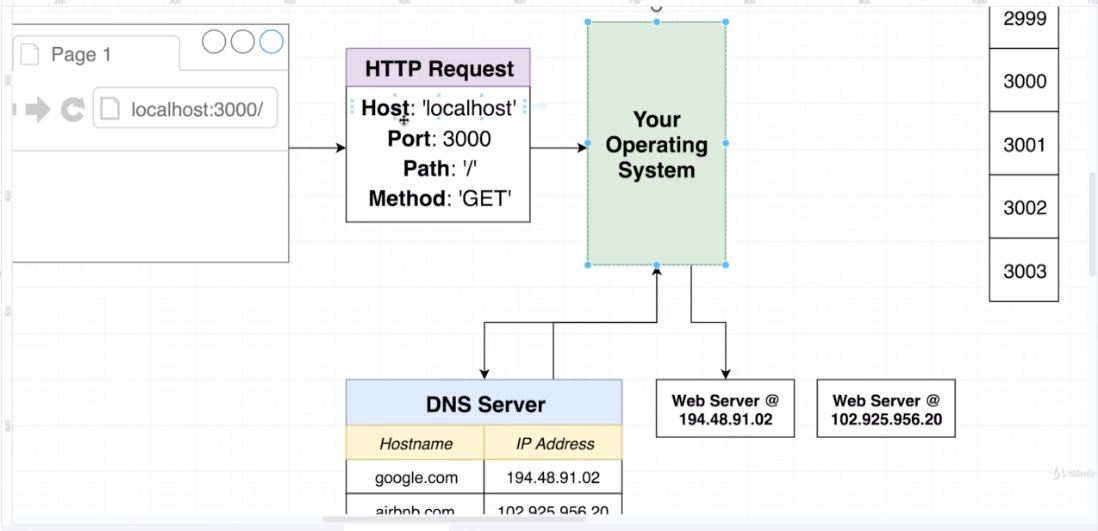 Page 1
localhost:3000/
HTTP Request
Host: 'localhost'
Port: 3000
Path: '/'
Method: 'GET'
Your
Operating
System
2999
3000
3001
3002
3003
DNS Server
Hostname IP Address
google.com 194.48.91.02
airbnb.com 102.925.956.20
Web Server @
194.48.91.02
Web Server @
102.925.956.20
Udemy